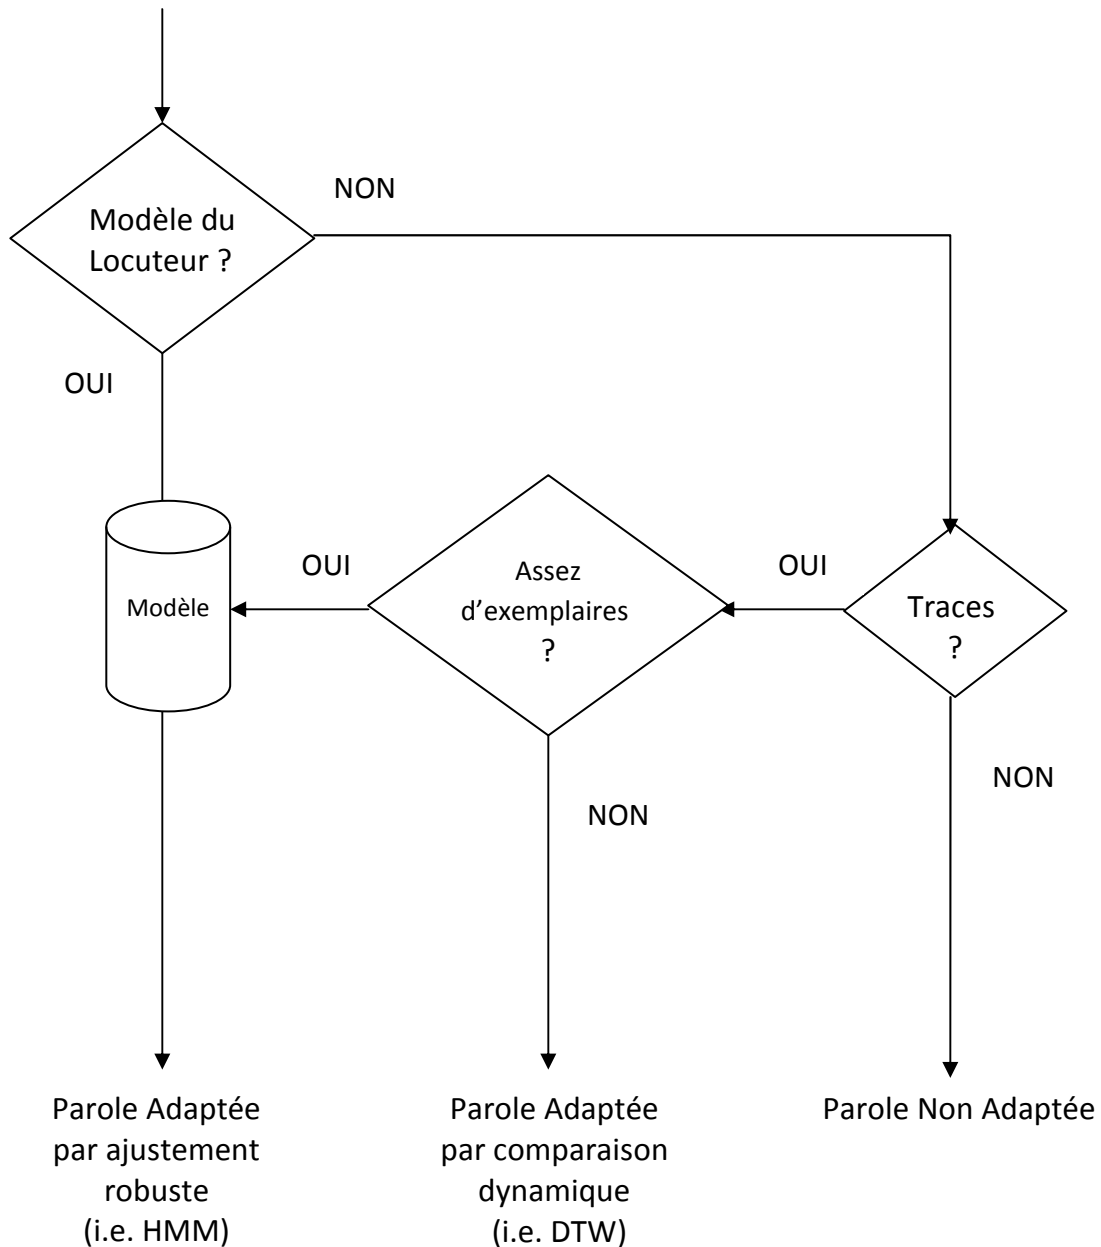 NON
Modèle du
Locuteur ?
OUI
OUI
Assez
d’exemplaires
?
OUI
Traces
?
Modèle
NON
NON
Parole Adaptée
par ajustement
robuste
(i.e. HMM)
Parole Adaptée
par comparaison
dynamique
(i.e. DTW)
Parole Non Adaptée